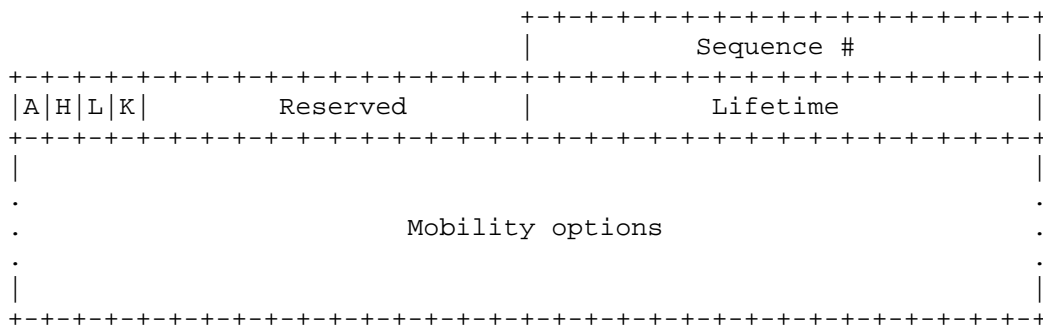 +-+-+-+-+-+-+-+-+-+-+-+-+-+-+-+-+
| Sequence # |
+-+-+-+-+-+-+-+-+-+-+-+-+-+-+-+-+-+-+-+-+-+-+-+-+-+-+-+-+-+-+-+-+
|A|H|L|K| Reserved | Lifetime |
+-+-+-+-+-+-+-+-+-+-+-+-+-+-+-+-+-+-+-+-+-+-+-+-+-+-+-+-+-+-+-+-+
| |
. .
. Mobility options .
. .
| |
+-+-+-+-+-+-+-+-+-+-+-+-+-+-+-+-+-+-+-+-+-+-+-+-+-+-+-+-+-+-+-+-+